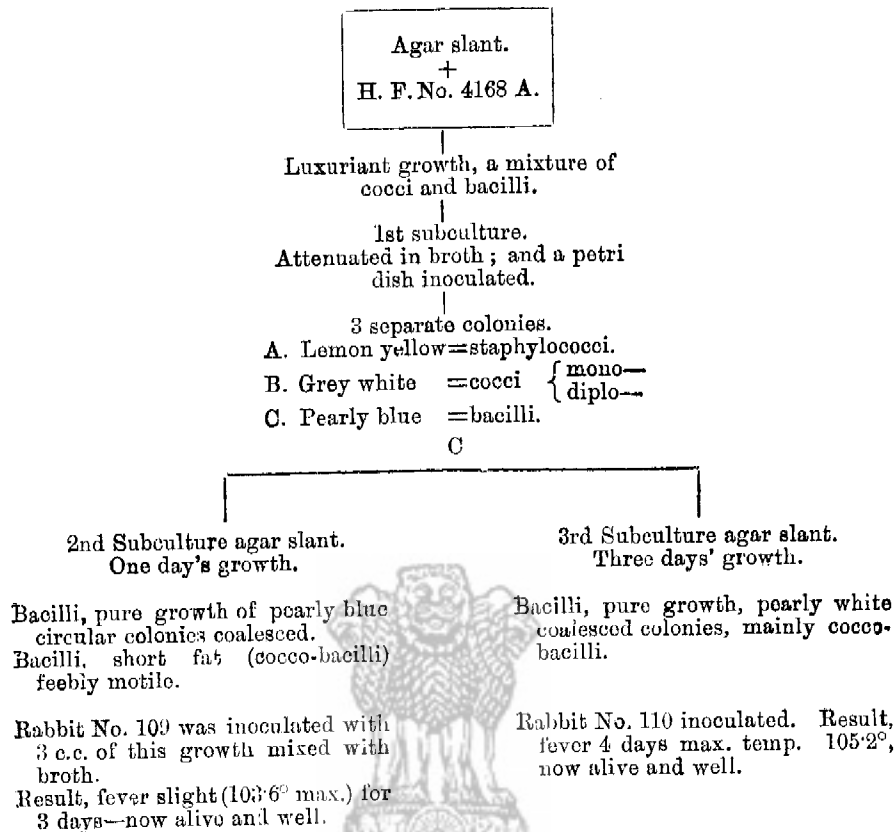 Agar slant.
+
H. F. No. 4168 A.
Luxuriant growth, a mixture of
cocci and bacilli.
1st subculture.
Attenuated in broth; and a petri
dish inoculated.
3 separate colonies.
A. Lemon yellow=staphylococci.
B. Grey white =cocci { mono—
diplo—
C. Pearly blue =bacilli.
C
2nd Subculture agar slant.
One day's growth.
Bacilli, pure growth of pearly blue
circular colonies coalesced.
Bacilli, short fat (cocco-bacilli)
feebly motile.
Rabbit No. 109 was inoculated with
3 c.c. of this growth mixed with
broth.
Result, fever slight (103·6° max.) for
3 days—now alive and well.
3rd Subculture agar slant.
Three days' growth.
Bacilli, pure growth, pearly white
coalesced colonies, mainly cocco-
bacilli.
Rabbit No. 110 inoculated. Result,
fever 4 days max. temp. 105·2°,
now alive and well.